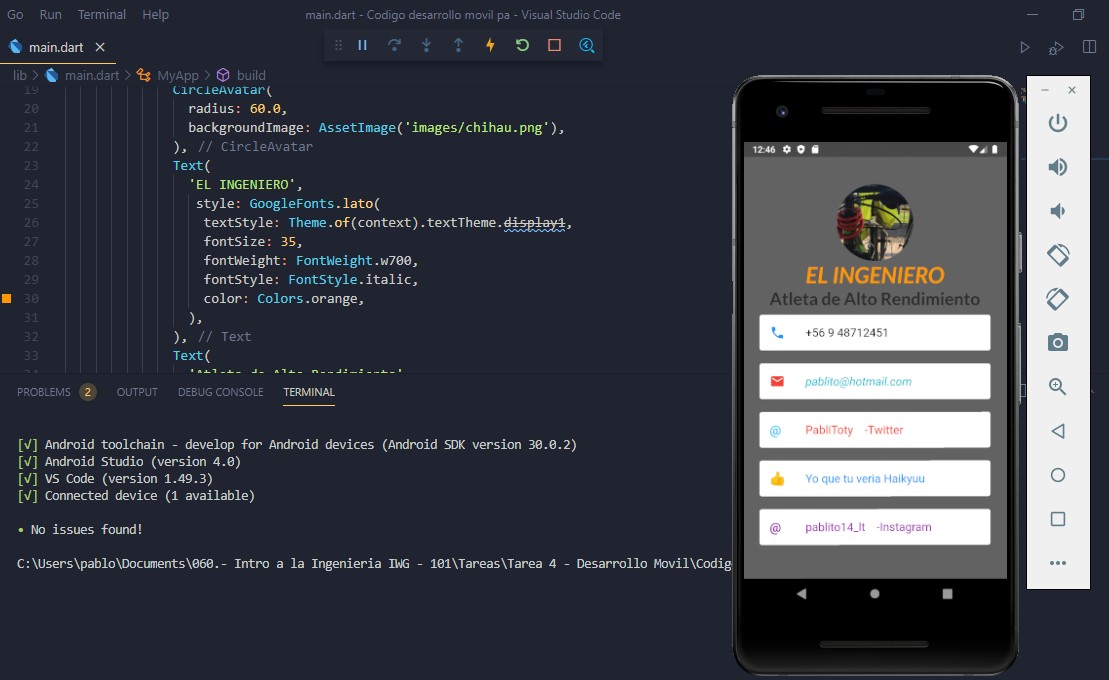 Go Run Terminal Help
main.dart - Codigo desarrollo movil pa - Visual Studio Code
main.dart
lib > main.dart > MyApp > build
19 CircleAvatar(
20 radius: 60.0,
21 backgroundImage: AssetImage('images/chihau.png'),
22 ), // CircleAvatar
23 Text(
24 'EL INGENIERO',
25 style: GoogleFonts.lato(
26 textStyle: Theme.of(context).textTheme.display1,
27 fontSize: 35,
28 fontWeight: FontWeight.w700,
29 fontStyle: FontStyle.italic,
30 color: Colors.orange,
31 ),
32 ), // Text
33 Text(
'Atleta de Alto Rendimiento'
PROBLEMS 2 OUTPUT DEBUG CONSOLE TERMINAL
[√] Android toolchain - develop for Android devices (Android SDK version 30.0.2)
[√] Android Studio (version 4.0)
[√] VS Code (version 1.49.3)
[√] Connected device (1 available)
• No issues found!
C:\Users\pablo\Documents\060.- Intro a la Ingenieria IWG - 101\Tareas\Tarea 4 - Desarrollo Movil\Codig
12:46
EL INGENIERO
Atleta de Alto Rendimiento
+56 9 48712451
pablito@hotmail.com
@ PabliToty -Twitter
Yo que tu veria Haikyuu
@ pablito14_lt -Instagram